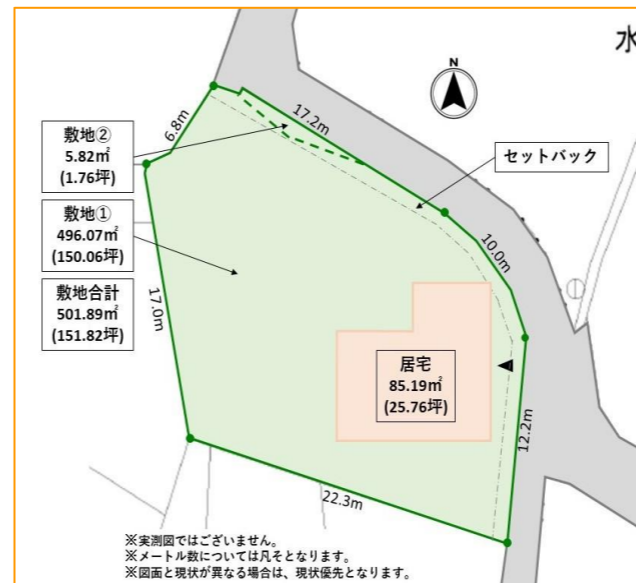 水
N
17.2m
6.8m
敷地②
5.82㎡
(1.76坪)
セットバック
敷地①
496.07㎡
(150.06坪)
10.0m
敷地合計
501.89㎡
(151.82坪)
17.0m
居宅
85.19㎡
(25.76坪)
12.2m
22.3m
※実測図ではございません。
※メートル数については凡そとなります。
※図面と現状が異なる場合は、現状優先となります。